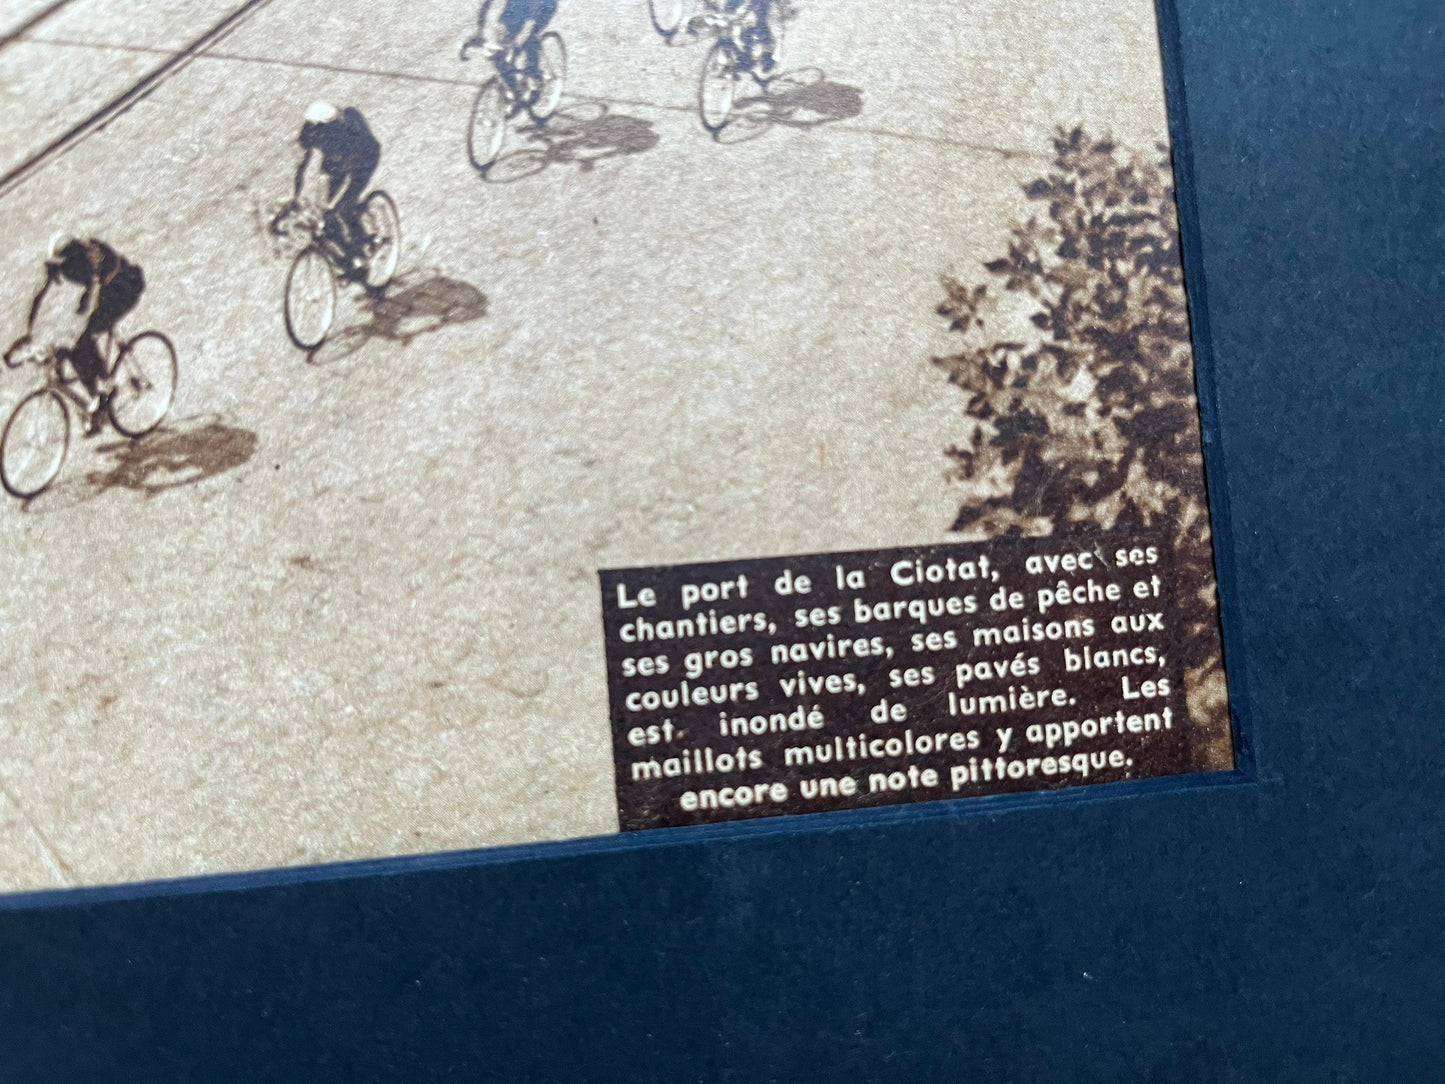 Le port de la Ciotat, avec ses
chantiers, ses barques de pêche et
ses gros navires, ses maisons aux
couleurs vives, ses pavés blancs,
est inondé de lumière. Les
maillots multicolores y apportent
encore une note pittoresque.